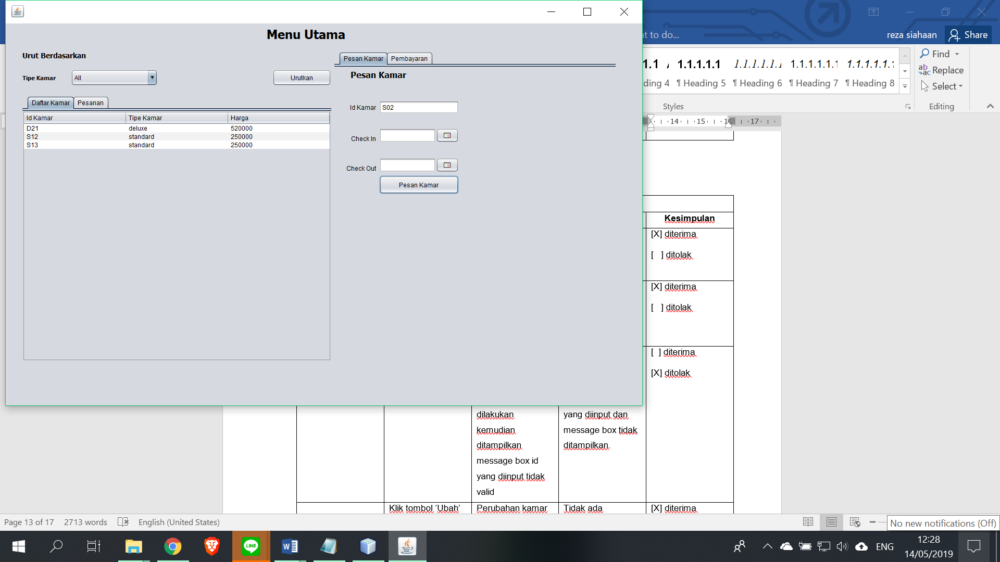 Menu Utama
Urut Berdasarkan
Tipe Kamar All Urutkan
Daftar Kamar Pesanan
Id Kamar Tipe Kamar Harga
D21 deluxe 520000
S12 standard 250000
S13 standard 250000
Pesan Kamar Pembayaran
Pesan Kamar
Id Kamar S02
Check In
Check Out
Pesan Kamar
t to do...
reza siahaan Share
1.1 1.1.1.1.1 1.1.1.1.1.1 1.1.1.1.1.1 1.1.1.1.1.1
ding 4 ¶ Heading 5 ¶ Heading 6 ¶ Heading 7 ¶ Heading 8
Styles
Find
Replace
Select
Editing
14 15 16 17
Kesimpulan
[X] diterima
[ ] ditolak
[X] diterima
[ ] ditolak
[ ] diterima
[X] ditolak
dilakukan
kemudian
ditampilkan
message box id
yang diinput tidak
valid
yang diinput dan
message box tidak
ditampilkan.
Klik tombol ‘Ubah’ Perubahan kamar Tidak ada [X] diterima
Page 13 of 17 2713 words English (United States)
No new notifications (Off)
LINE
ENG
12:28
14/05/2019